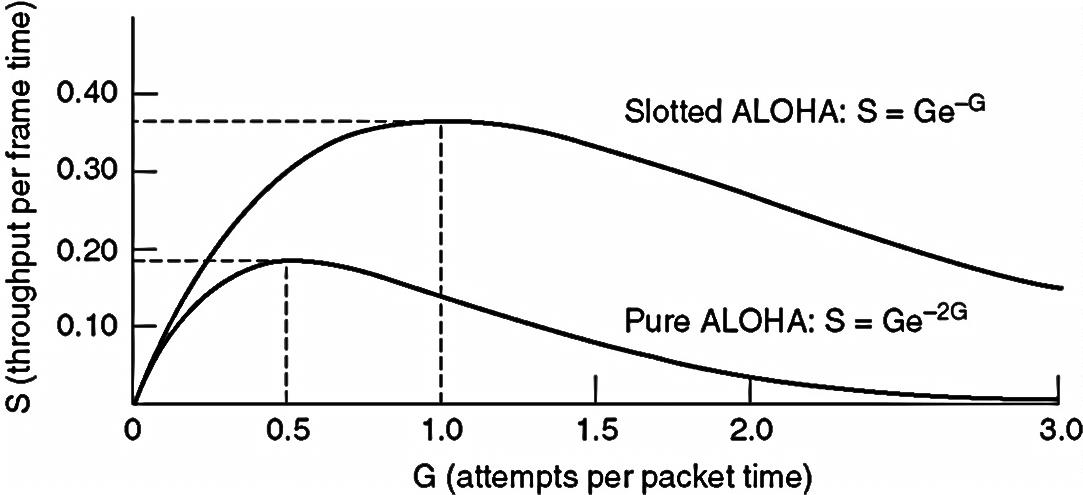 S (throughput per frame time)
0.40
0.30
0.20
0.10
Slotted ALOHA: S = Ge⁻ᴳ
Pure ALOHA: S = Ge⁻²ᴳ
0 0.5 1.0 1.5 2.0 3.0
G (attempts per packet time)